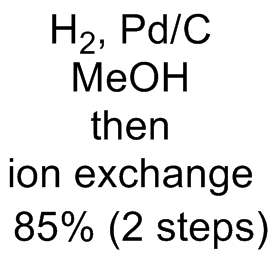 H₂, Pd/C
MeOH
then
ion exchange
85% (2 steps)